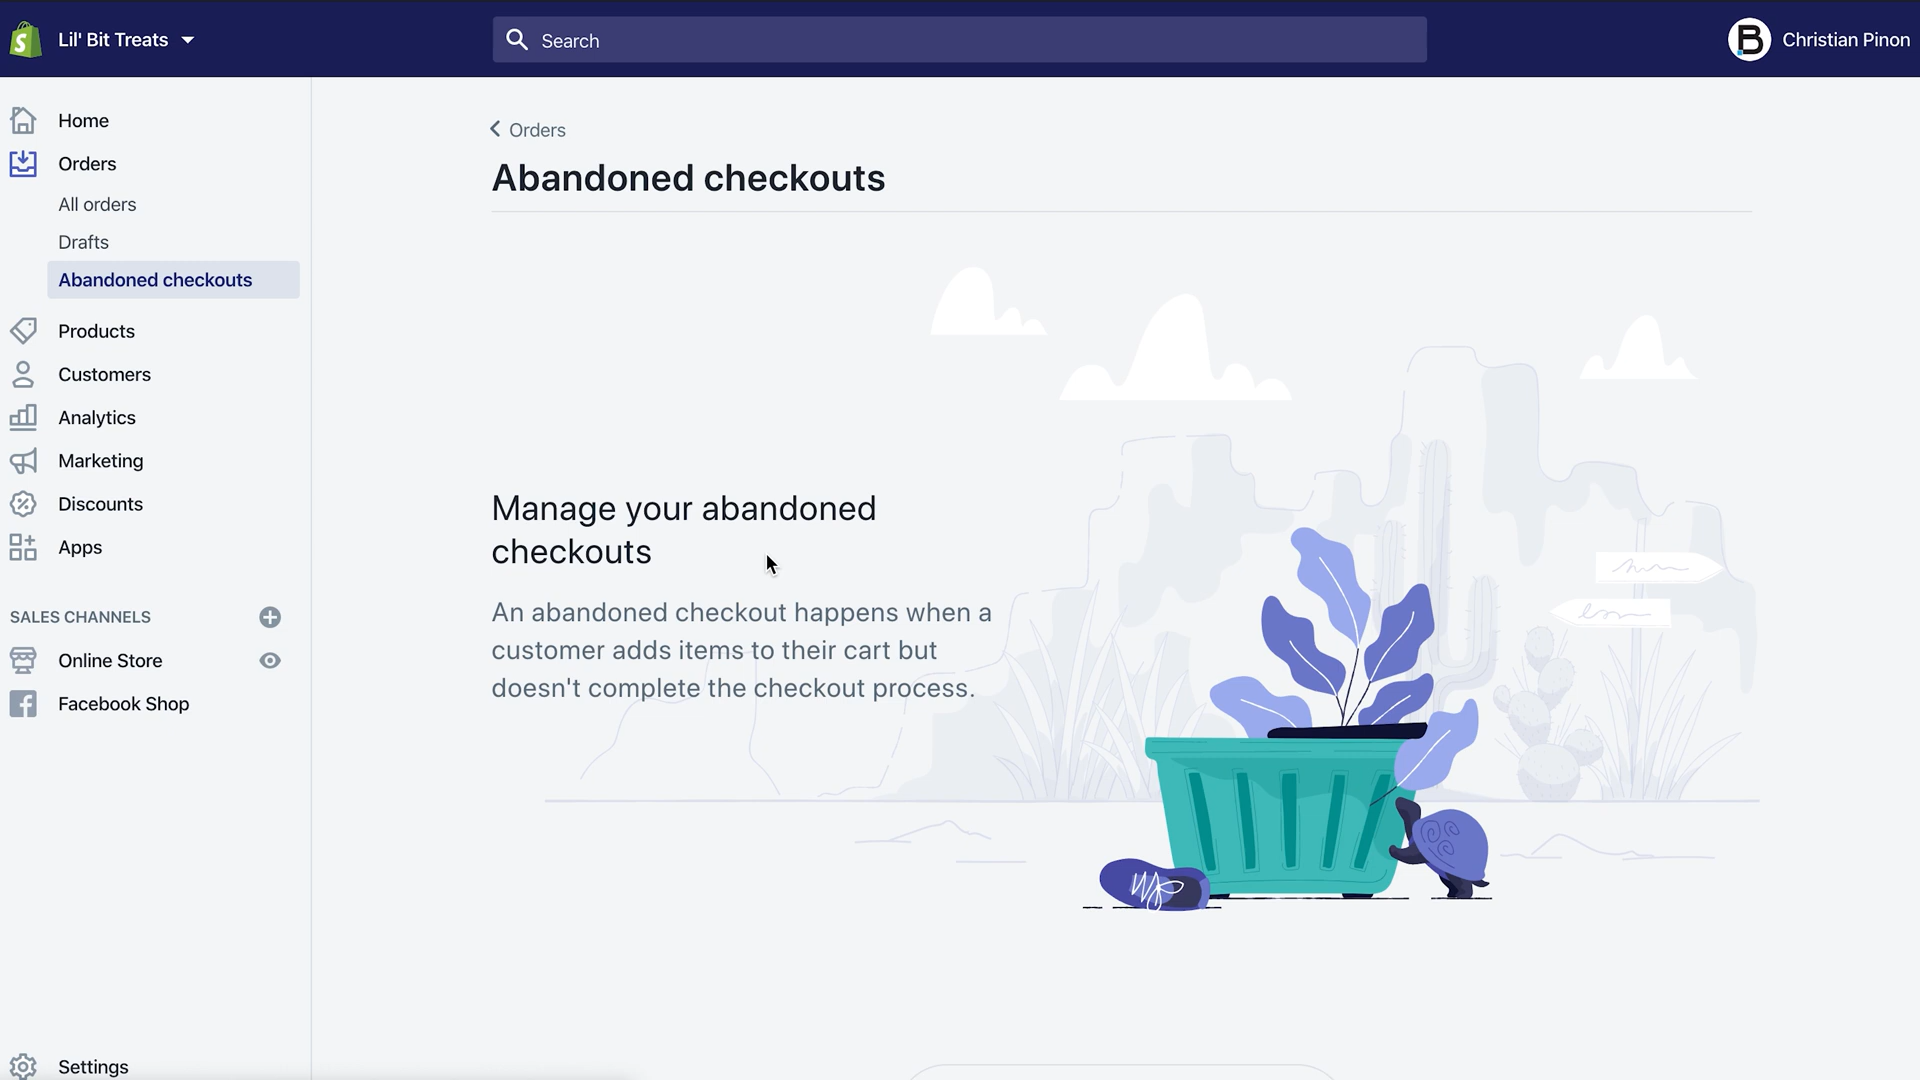 Lil' Bit Treats
Search
Christian Pinon
Home
Orders
All orders
Drafts
Abandoned checkouts
Products
Customers
Analytics
Marketing
Discounts
Apps
SALES CHANNELS
Online Store
Facebook Shop
Settings
Orders
Abandoned checkouts
Manage your abandoned
checkouts
An abandoned checkout happens when a
customer adds items to their cart but
doesn't complete the checkout process.